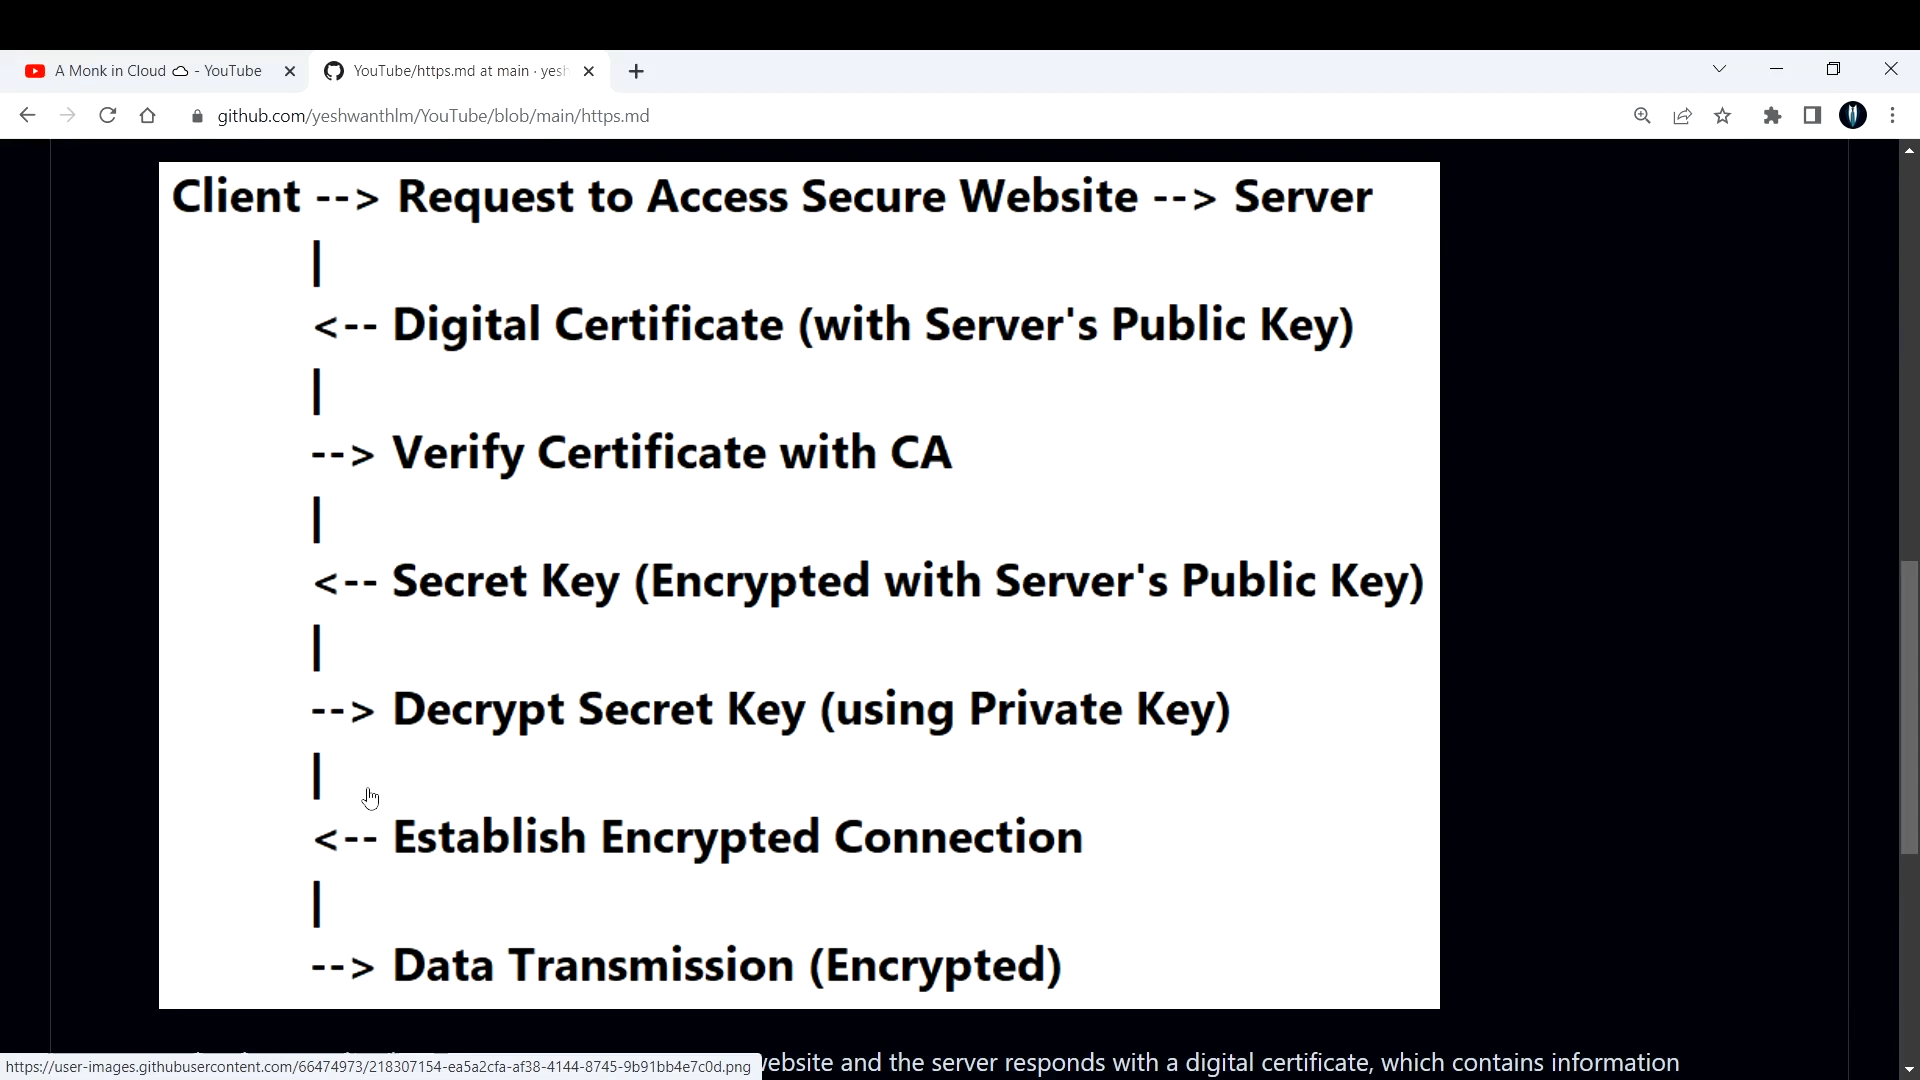 A Monk in Cloud - YouTube
YouTube/https.md at main · yesh
github.com/yeshwanthlm/YouTube/blob/main/https.md
Client --> Request to Access Secure Website --> Server
|
<-- Digital Certificate (with Server's Public Key)
|
--> Verify Certificate with CA
|
<-- Secret Key (Encrypted with Server's Public Key)
|
--> Decrypt Secret Key (using Private Key)
|
<-- Establish Encrypted Connection
|
--> Data Transmission (Encrypted)
https://user-images.githubusercontent.com/66474973/218307154-ea5a2cfa-af38-4144-8745-9b91bb4e7c0d.png
ebsite and the server responds with a digital certificate, which contains information